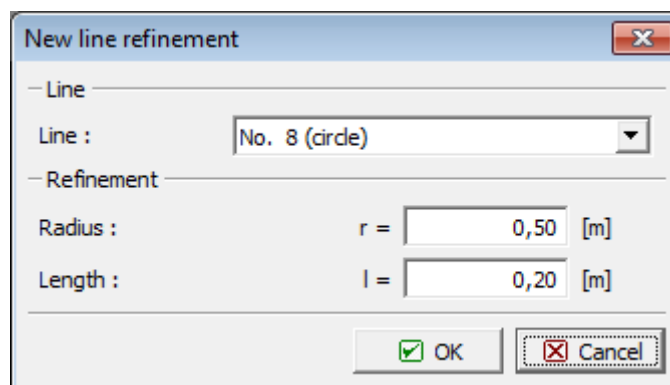 New line refinement
Line
Line : No. 8 (circle)
Refinement
Radius : r = 0,50 [m]
Length : l = 0,20 [m]
OK Cancel